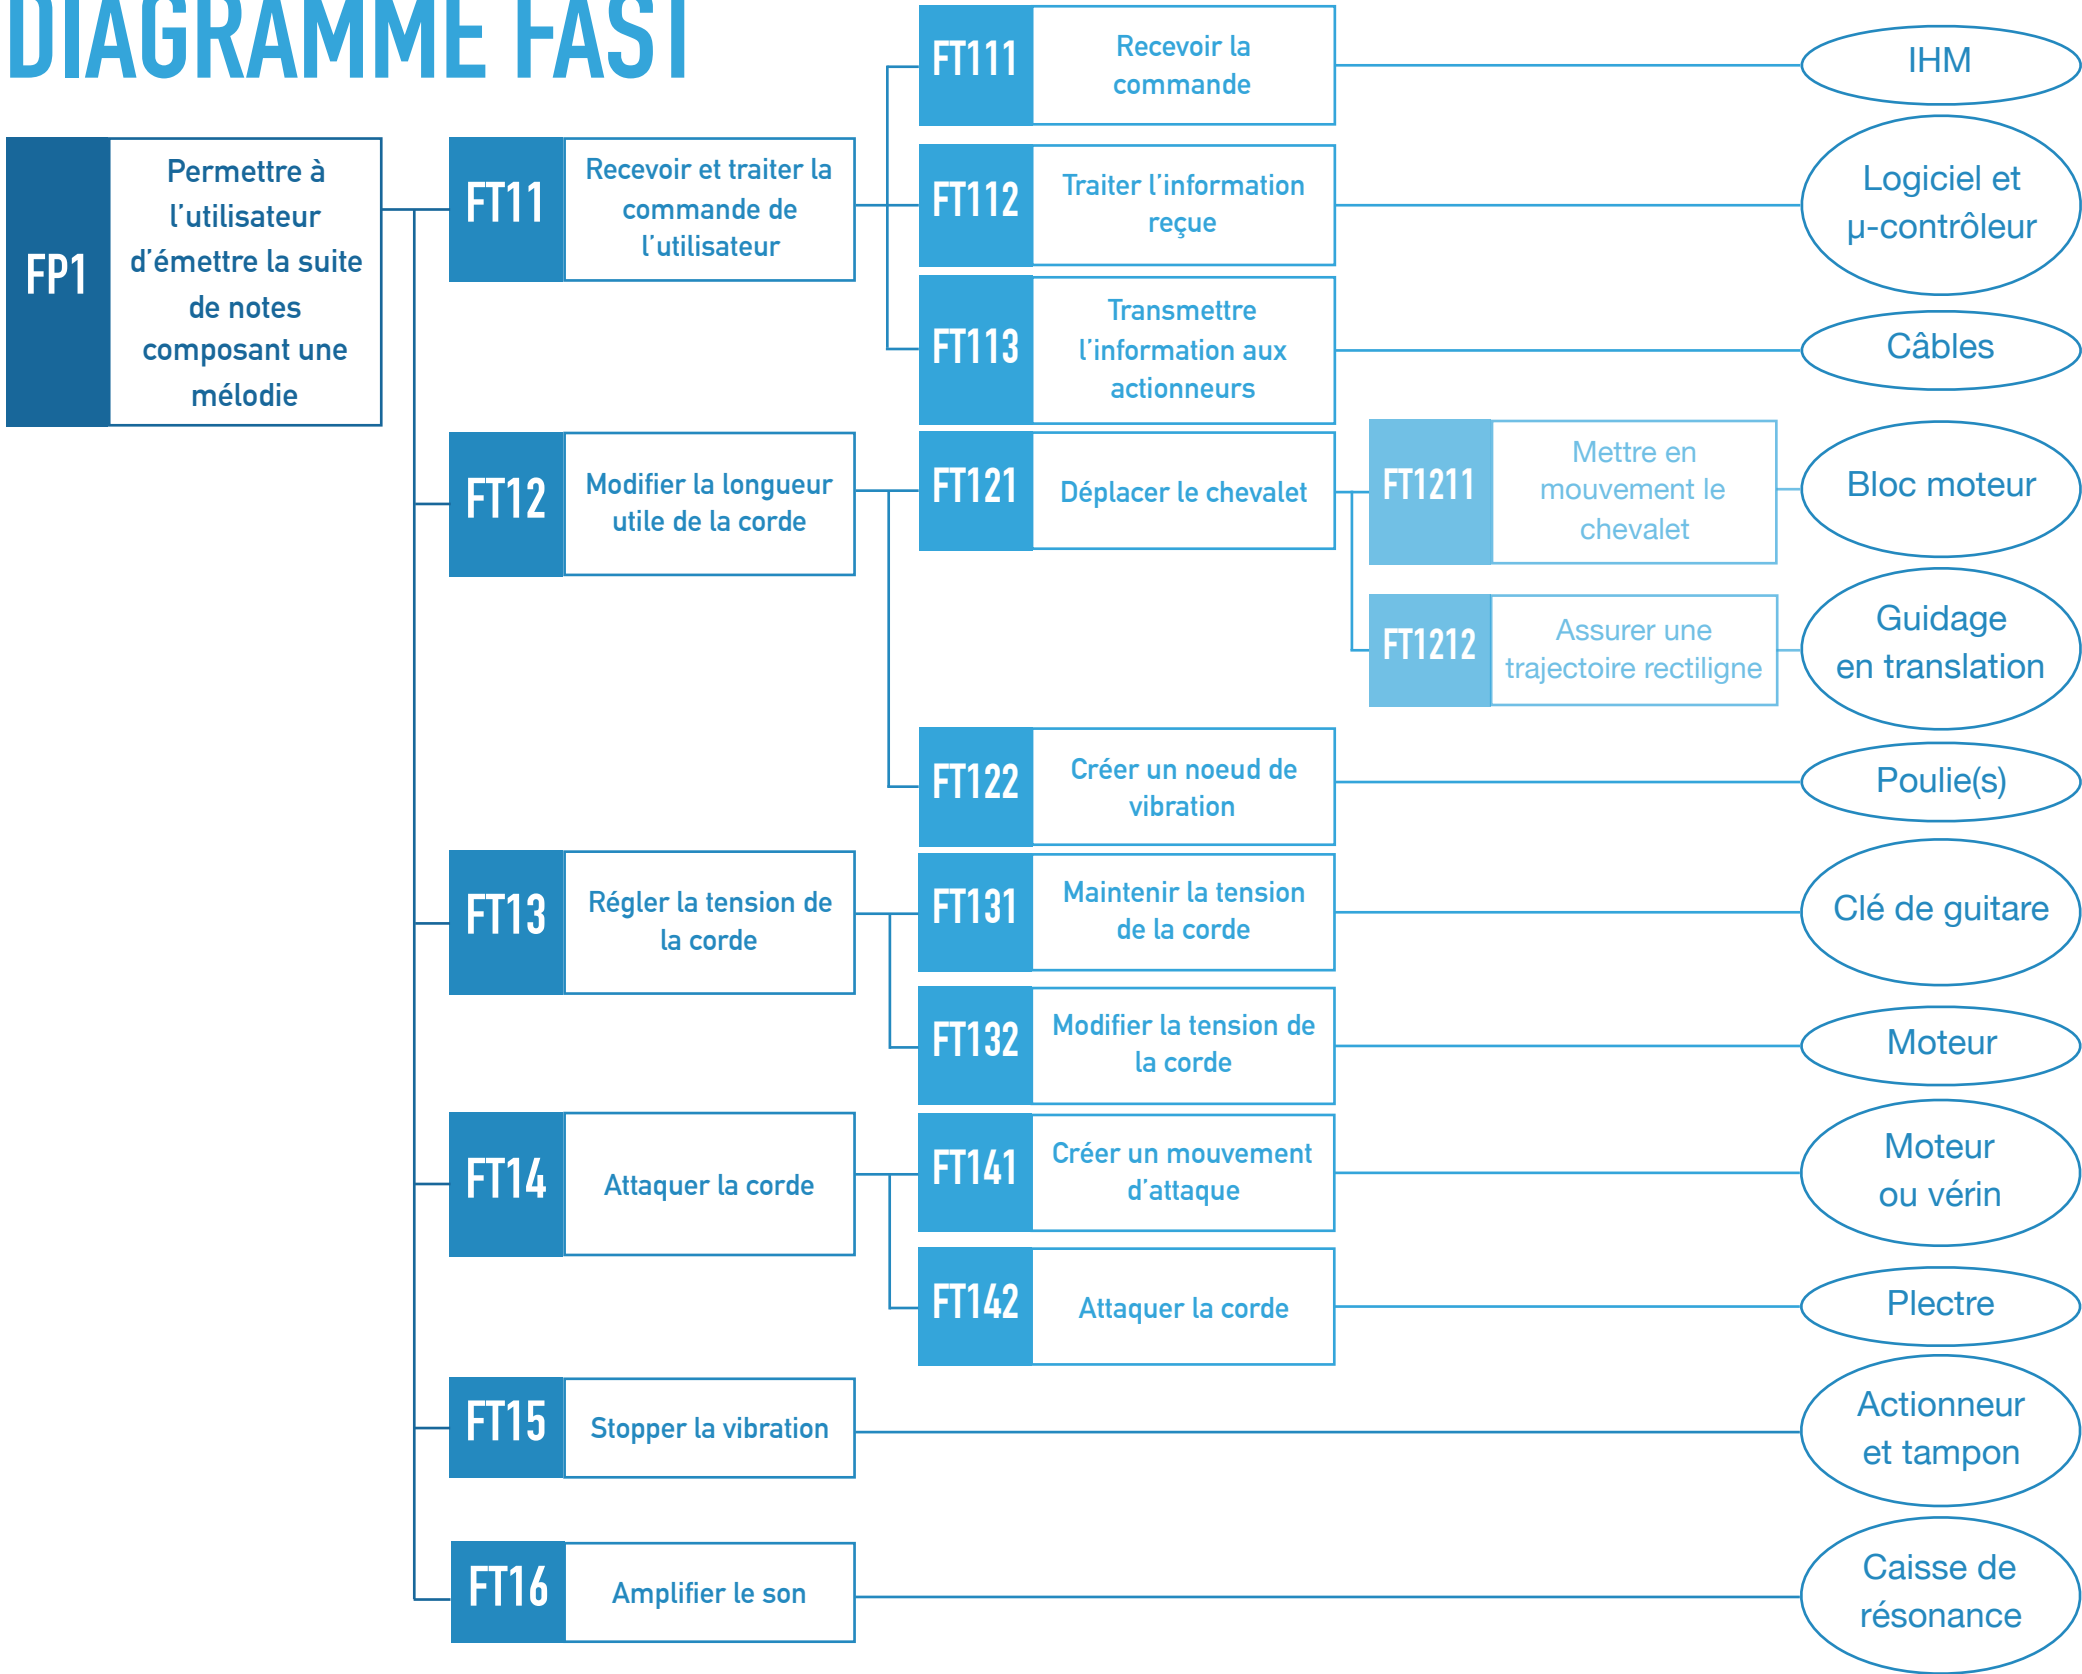 DIAGRAMME FAST
FP1
Permettre à
l’utilisateur
d’émettre la suite
de notes
composant une
mélodie
FT11
Recevoir et traiter la
commande de
l’utilisateur
FT111
Recevoir la
commande
IHM
FT112
Traiter l’information
reçue
Logiciel et
µ-contrôleur
FT113
Transmettre
l’information aux
actionneurs
Câbles
FT12
Modifier la longueur
utile de la corde
FT121
Déplacer le chevalet
FT1211
Mettre en
mouvement le
chevalet
Bloc moteur
FT1212
Assurer une
trajectoire rectiligne
Guidage
en translation
FT122
Créer un noeud de
vibration
Poulie(s)
FT13
Régler la tension de
la corde
FT131
Maintenir la tension
de la corde
Clé de guitare
FT132
Modifier la tension de
la corde
Moteur
FT14
Attaquer la corde
FT141
Créer un mouvement
d’attaque
Moteur
ou vérin
FT142
Attaquer la corde
Plectre
FT15
Stopper la vibration
Actionneur
et tampon
FT16
Amplifier le son
Caisse de
résonance